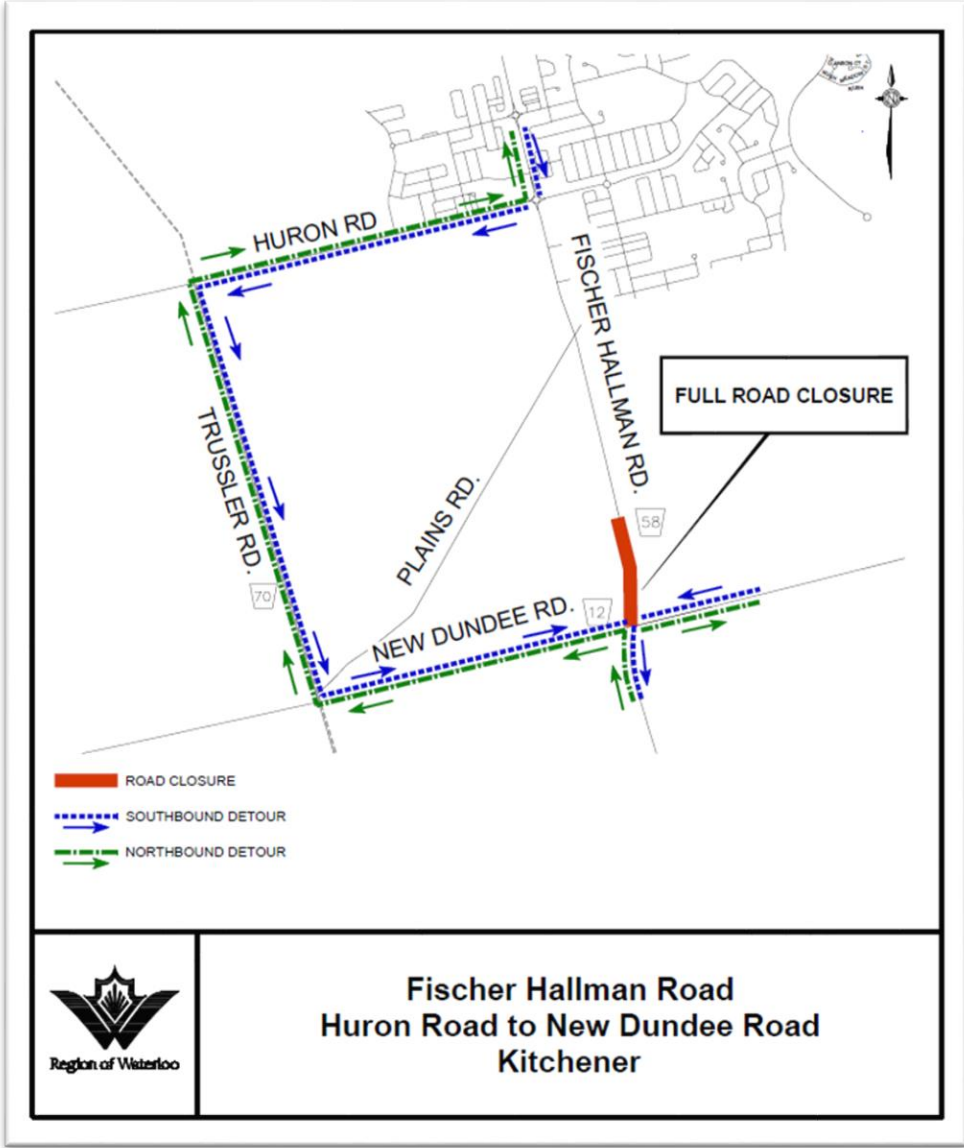 HURON RD
FISCHER HALLMAN RD.
FULL ROAD CLOSURE
TRUSSLER RD.
PLAINS RD.
58
70
12
NEW DUNDEE RD.
ROAD CLOSURE
SOUTHBOUND DETOUR
NORTHBOUND DETOUR
Region of Waterloo
Fischer Hallman Road
Huron Road to New Dundee Road
Kitchener